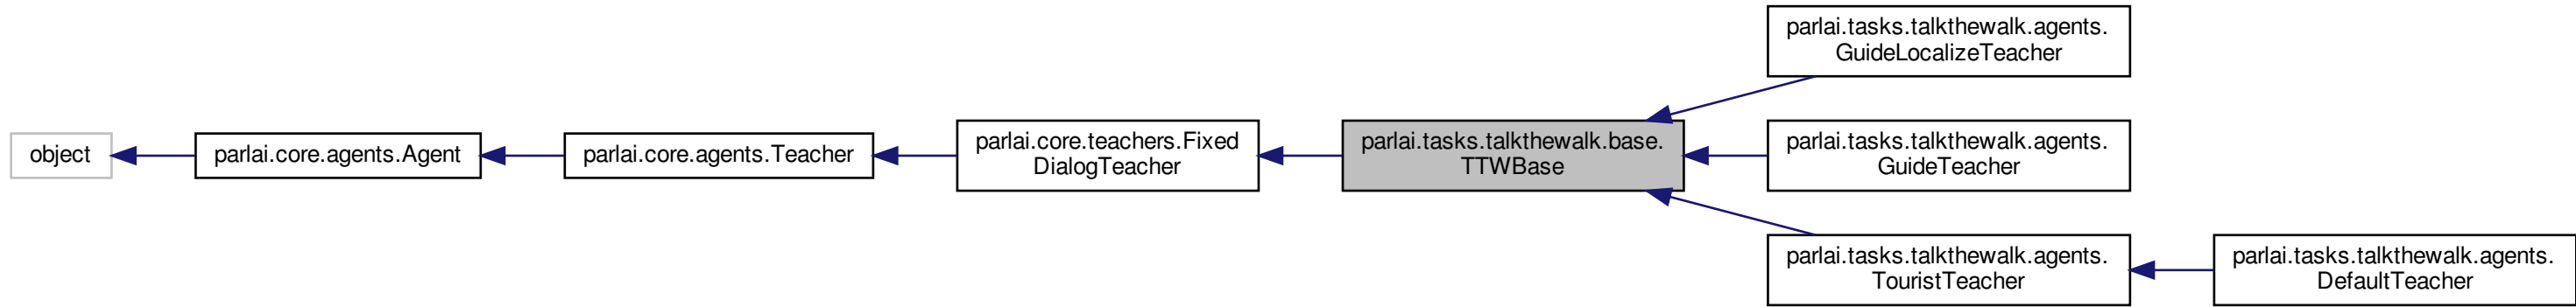 object
parlai.core.agents.Agent
parlai.core.agents.Teacher
parlai.core.teachers.Fixed
DialogTeacher
parlai.tasks.talkthewalk.base.
TTWBase
parlai.tasks.talkthewalk.agents.
GuideLocalizeTeacher
parlai.tasks.talkthewalk.agents.
GuideTeacher
parlai.tasks.talkthewalk.agents.
TouristTeacher
parlai.tasks.talkthewalk.agents.
DefaultTeacher